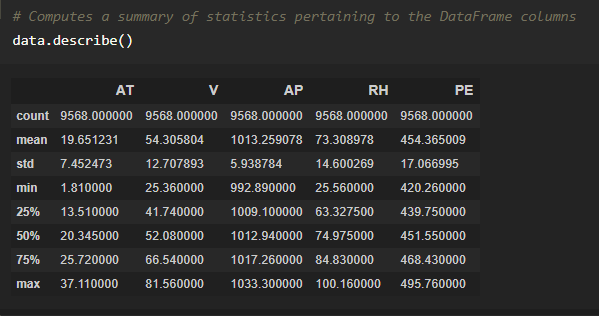 # Computes a summary of statistics pertaining to the DataFrame columns
data.describe()
AT V AP RH PE
count 9568.000000 9568.000000 9568.000000 9568.000000 9568.000000
mean 19.651231 54.305804 1013.259078 73.308978 454.365009
std 7.452473 12.707893 5.938784 14.600269 17.066995
min 1.810000 25.360000 992.890000 25.560000 420.260000
25% 13.510000 41.740000 1009.100000 63.327500 439.750000
50% 20.345000 52.080000 1012.940000 74.975000 451.550000
75% 25.720000 66.540000 1017.260000 84.830000 468.430000
max 37.110000 81.560000 1033.300000 100.160000 495.760000